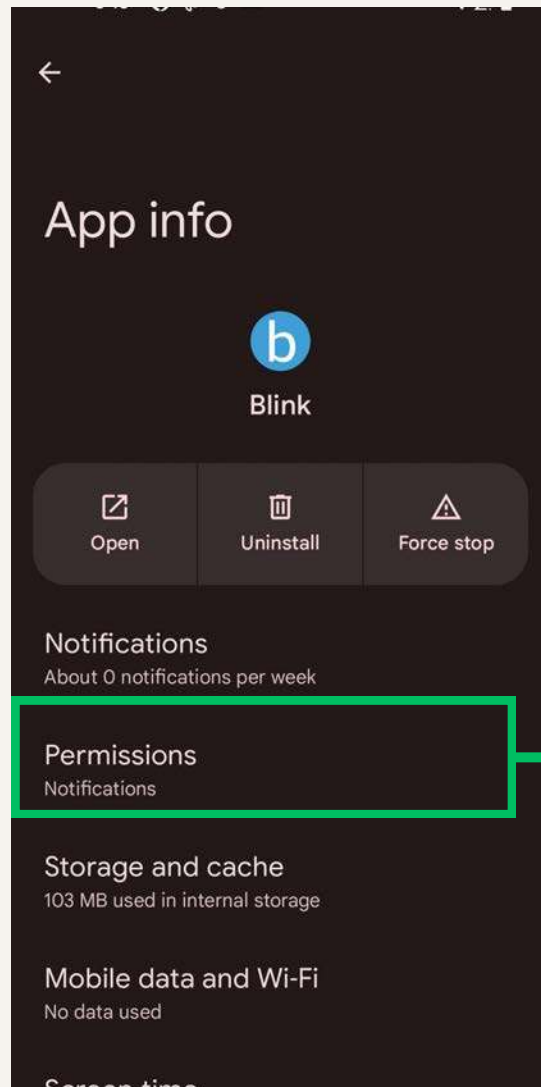 App info
b
Blink
Open
Uninstall
Force stop
Notifications
About 0 notifications per week
Permissions
Notifications
Storage and cache
103 MB used in internal storage
Mobile data and Wi-Fi
No data used